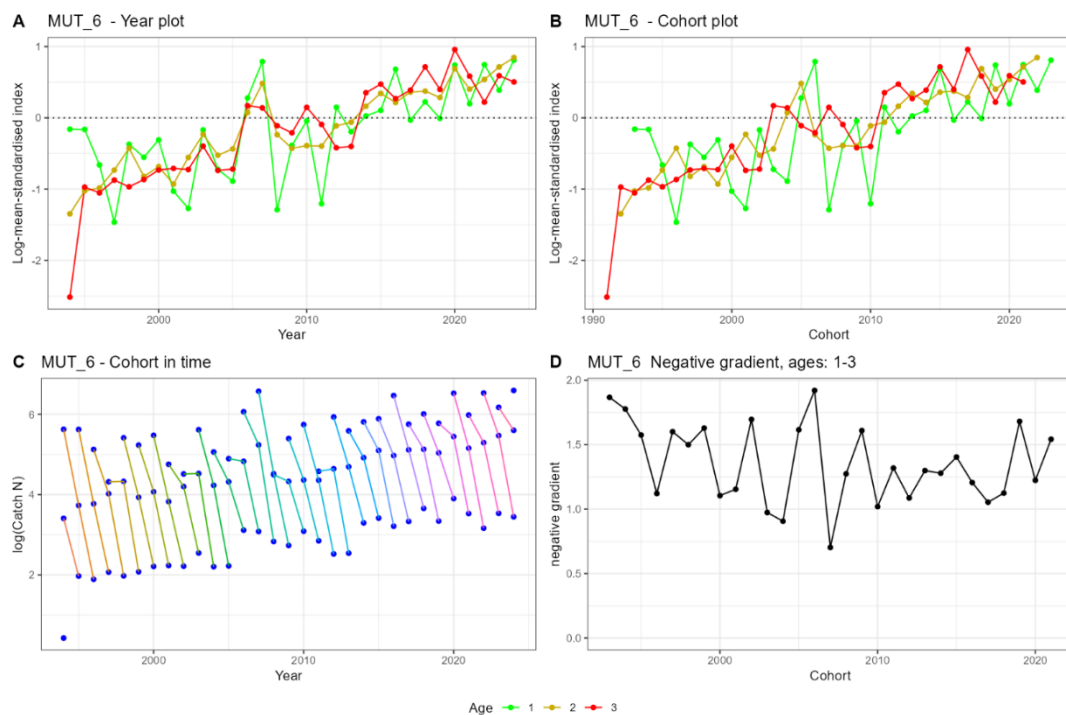 A MUT_6 - Year plot
Log-mean-standardised index
1
0
-1
-2
2000
2010
2020
Year
B MUT_6 - Cohort plot
Log-mean-standardised index
1
0
-1
-2
1990
2000
2010
2020
Cohort
C MUT_6 - Cohort in time
log(Catch N)
6
4
2
2000
2010
2020
Year
D MUT_6 Negative gradient, ages: 1-3
negative gradient
2.0
1.5
1.0
0.5
0.0
2000
2010
2020
Cohort
Age 1 2 3